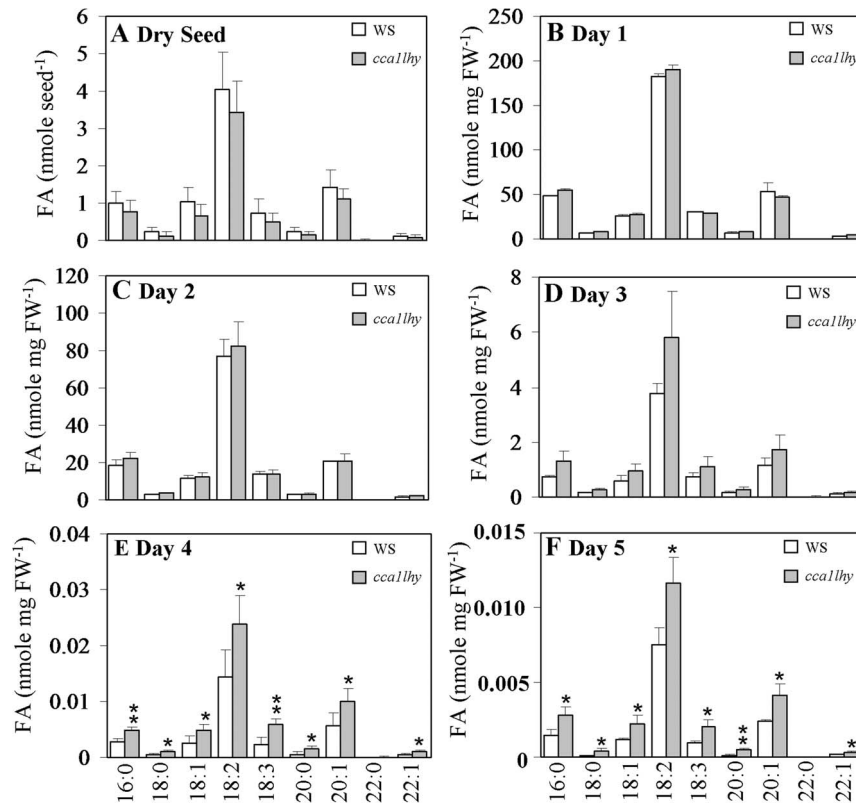 A Dry Seed
WS
cca1lhy
FA (nmole seed⁻¹)
6
5
4
3
2
1
0
B Day 1
WS
cca1lhy
FA (nmole mg FW⁻¹)
250
200
150
100
50
0
C Day 2
WS
cca1lhy
FA (nmole mg FW⁻¹)
120
100
80
60
40
20
0
D Day 3
WS
cca1lhy
FA (nmole mg FW⁻¹)
8
6
4
2
0
E Day 4
WS
cca1lhy
FA (nmole mg FW⁻¹)
0.04
0.03
0.02
0.01
0
** * * * ** * * *
16:0 18:0 18:1 18:2 18:3 20:0 20:1 22:0 22:1
F Day 5
WS
cca1lhy
FA (nmole mg FW⁻¹)
0.015
0.010
0.005
0
* * * * * ** * *
16:0 18:0 18:1 18:2 18:3 20:0 20:1 22:0 22:1